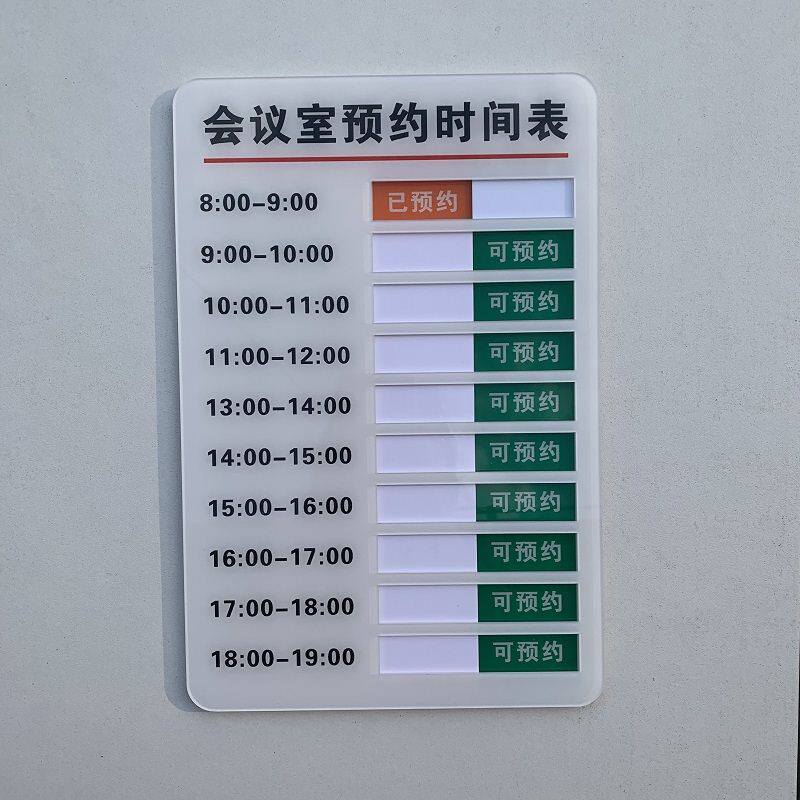 会议室预约时间表
8:00-9:00 已预约
9:00-10:00 可预约
10:00-11:00 可预约
11:00-12:00 可预约
13:00-14:00 可预约
14:00-15:00 可预约
15:00-16:00 可预约
16:00-17:00 可预约
17:00-18:00 可预约
18:00-19:00 可预约